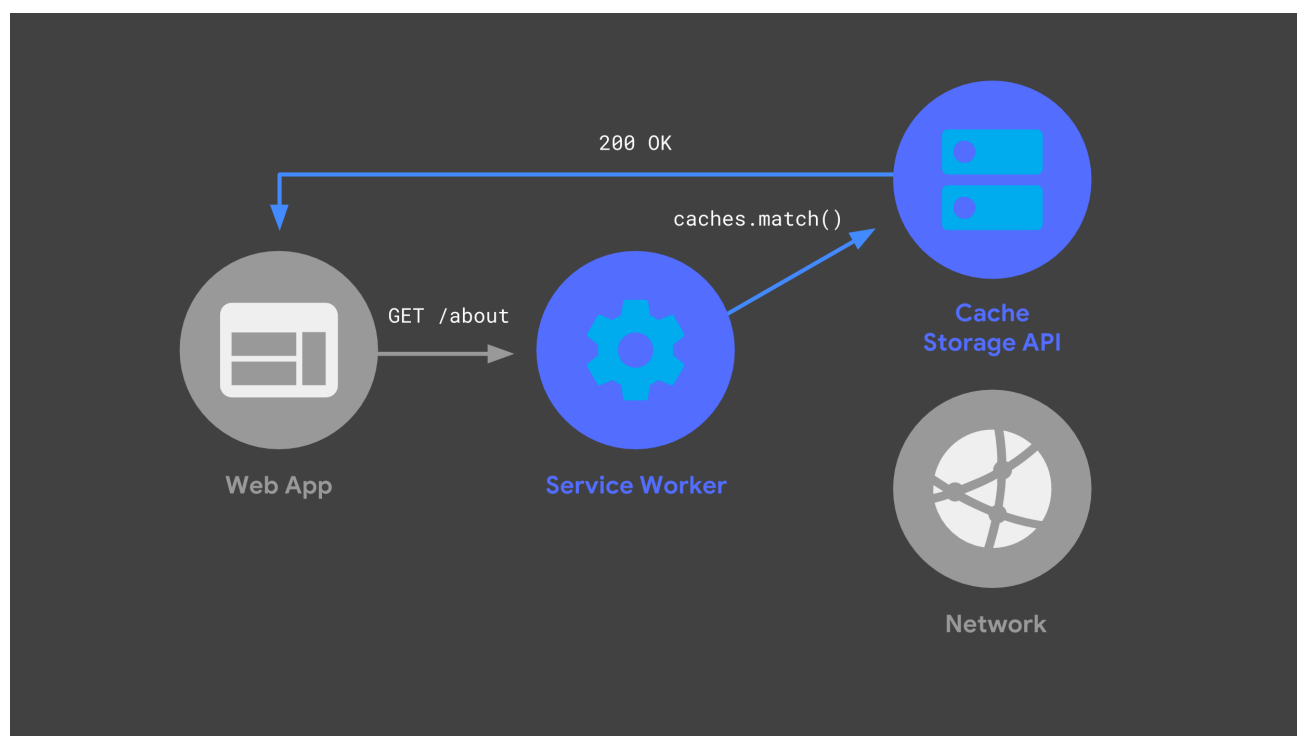 200 OK
caches.match()
GET /about
Cache
Storage API
Web App
Service Worker
Network